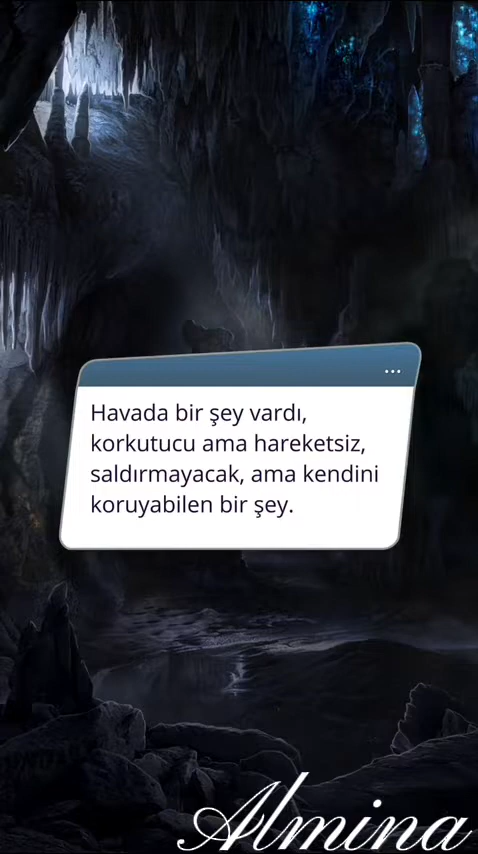 Havada bir şey vardı,
korkutucu ama hareketsiz,
saldırmayacak, ama kendini
koruyabilen bir şey.
Almina